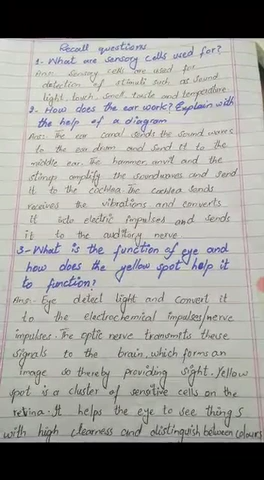 Recall questions
1- What are sensory cells used for?
Ans: Sensory cells are used for
detection of stimuli such as sound,
light, touch, smell, taste and temperature
2- How does the ear work? Explain with
the help of a diagram
Ans: The ear canal sends the sound waves
to the ear drum and send it to the
middle ear. The hammer, anvil and the
stirrup amplify the soundwaves and send
it to the cochlea. The cochlea sends
receives the vibrations and converts
it into electric impulses and sends
it to the auditory nerve
3- What is the function of eye and
how does the yellow spot help it
to function?
Ans- Eye detect light and convert it
to the electrochemical impulses/nerve
impulses. The optic nerve transmits these
signals to the brain, which forms an
image so thereby providing sight. Yellow
spot is a cluster of sensitive cells on the
retina. It helps the eye to see things
with high clearness and distinguish between colours